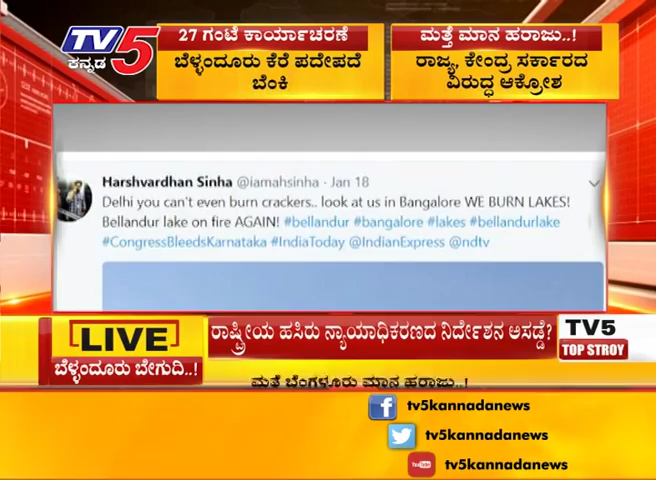 TV5
ಕನ್ನಡ
27 ಗಂಟೆ ಕಾರ್ಯಾಚರಣೆ
ಬೆಳ್ಳಂದೂರು ಕೆರೆ ಪದೇಪದೆ
ಬೆಂಕಿ
ಮತ್ತೆ ಮಾನ ಹರಾಜು..!
ರಾಜ್ಯ, ಕೇಂದ್ರ ಸರ್ಕಾರದ
ವಿರುದ್ಧ ಆಕ್ರೋಶ
Harshvardhan Sinha @iamahsinha · Jan 18
Delhi you can't even burn crackers.. look at us in Bangalore WE BURN LAKES!
Bellandur lake on fire AGAIN! #bellandur #bangalore #lakes #bellandurlake
#CongressBleedsKarnataka #IndiaToday @IndianExpress @ndtv
LIVE
ಬೆಳ್ಳಂದೂರು ಬೇಗುದಿ..!
ರಾಷ್ಟ್ರೀಯ ಹಸಿರು ನ್ಯಾಯಾಧಿಕರಣದ ನಿರ್ದೇಶನ ಅಸಡ್ಡೆ?
TV5
TOP STROY
ಮತ್ತೆ ಬೆಂಗಳೂರು ಮಾನ ಹರಾಜು..!
tv5kannadanews
tv5kannadanews
YouTube
tv5kannadanews